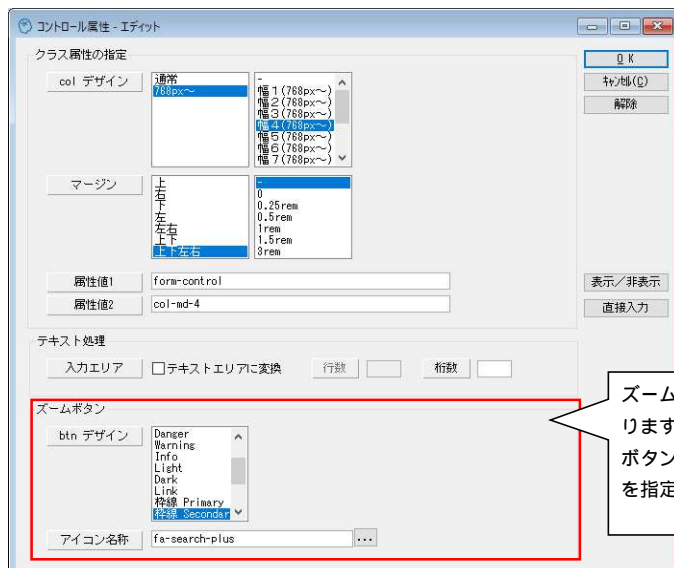 コントロール属性 - エディット
クラス属性の指定
O K
キャンセル(C)
解除
col デザイン
通常
768px～
-
幅1(768px～)
幅2(768px～)
幅3(768px～)
幅4(768px～)
幅5(768px～)
幅6(768px～)
幅7(768px～)
マージン
上
右
下
左
左右
上下
上下左右
-
0
0.25rem
0.5rem
1rem
1.5rem
3rem
属性値1
form-control
属性値2
col-md-4
表示／非表示
直接入力
テキスト処理
入力エリア
テキストエリアに変換
行数
桁数
ズームボタン
btn デザイン
Danger
Warning
Info
Light
Dark
Link
枠線 Primary
枠線 Secondar
アイコン名称
fa-search-plus
...
ズーム
ります
ボタン
を指定